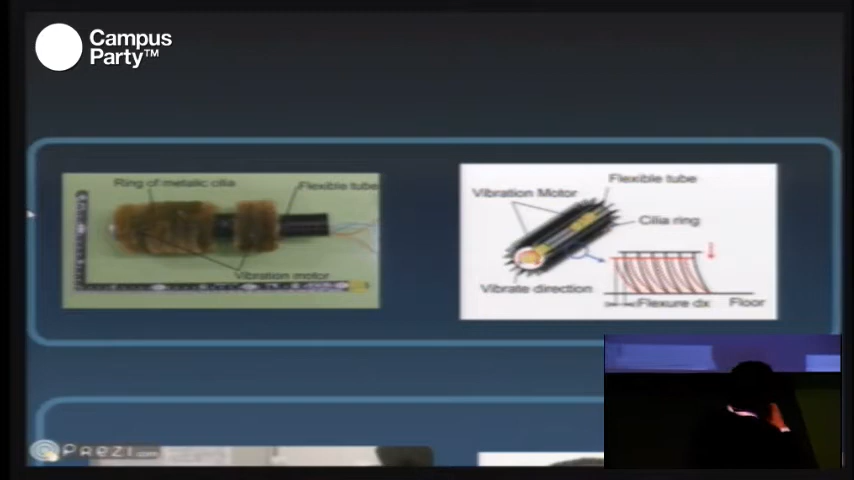 Campus
Party™
Ring of metalic cilia
Flexible tube
Vibration motor
Flexible tube
Vibration Motor
Cilia ring
Vibrate direction
Flexure dx
Floor
PREZI.com